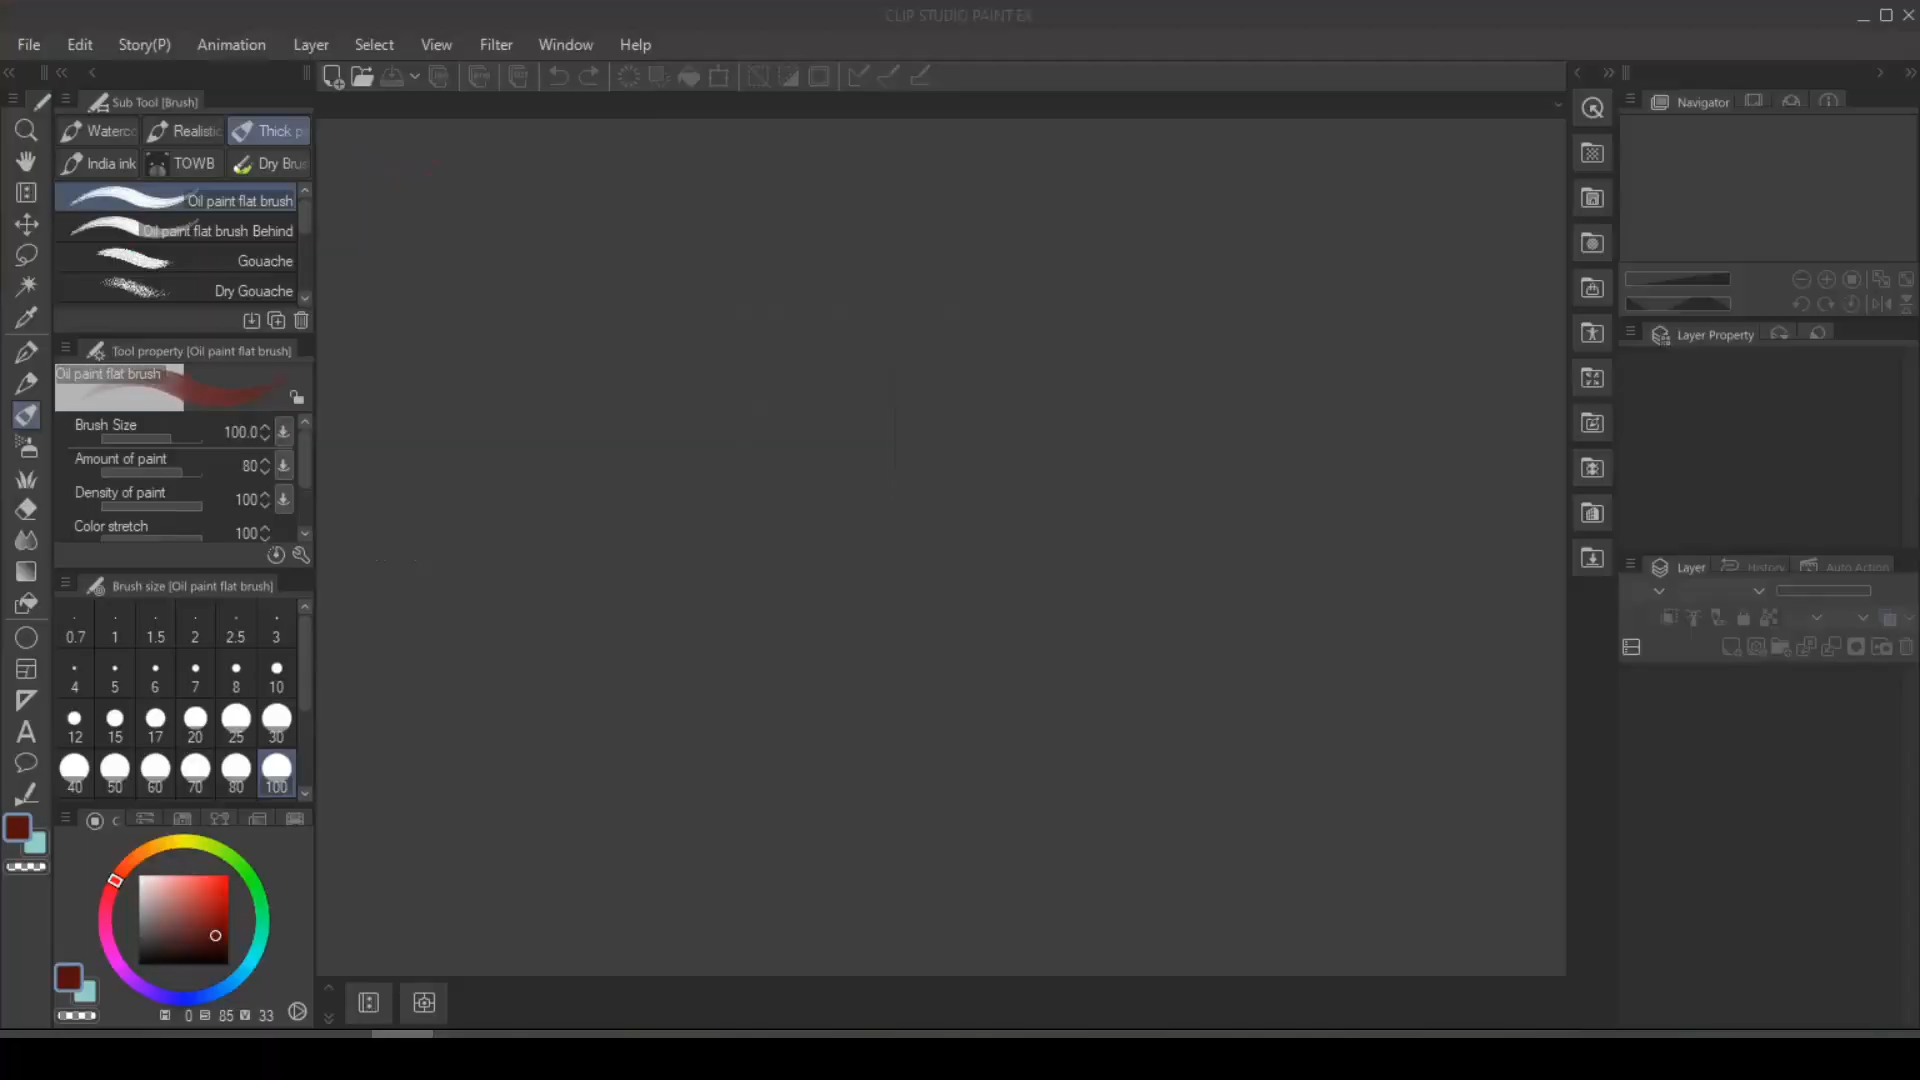 CLIP STUDIO PAINT EX
File Edit Story(P) Animation Layer Select View Filter Window Help
Sub Tool [Brush]
Waterc Realistic Thick p
India ink TOWB Dry Brus
Oil paint flat brush
Oil paint flat brush Behind
Gouache
Dry Gouache
Tool property [Oil paint flat brush]
Oil paint flat brush
Brush Size 100.0
Amount of paint 80
Density of paint 100
Color stretch 100
Brush size [Oil paint flat brush]
0.7 1 1.5 2 2.5 3
4 5 6 7 8 10
12 15 17 20 25 30
40 50 60 70 80 100
C
H 0 S 85 V 33
Navigator
Layer Property
Layer History Auto Action